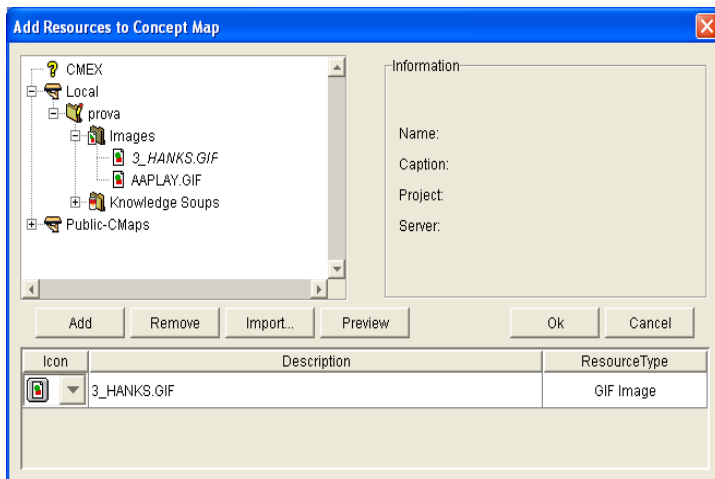 Add Resources to Concept Map
CMEX
Local
prova
Images
3_HANKS.GIF
AAPLAY.GIF
Knowledge Soups
Public-CMaps
Information
Name:
Caption:
Project:
Server:
Add Remove Import... Preview Ok Cancel
Icon Description ResourceType
3_HANKS.GIF GIF Image